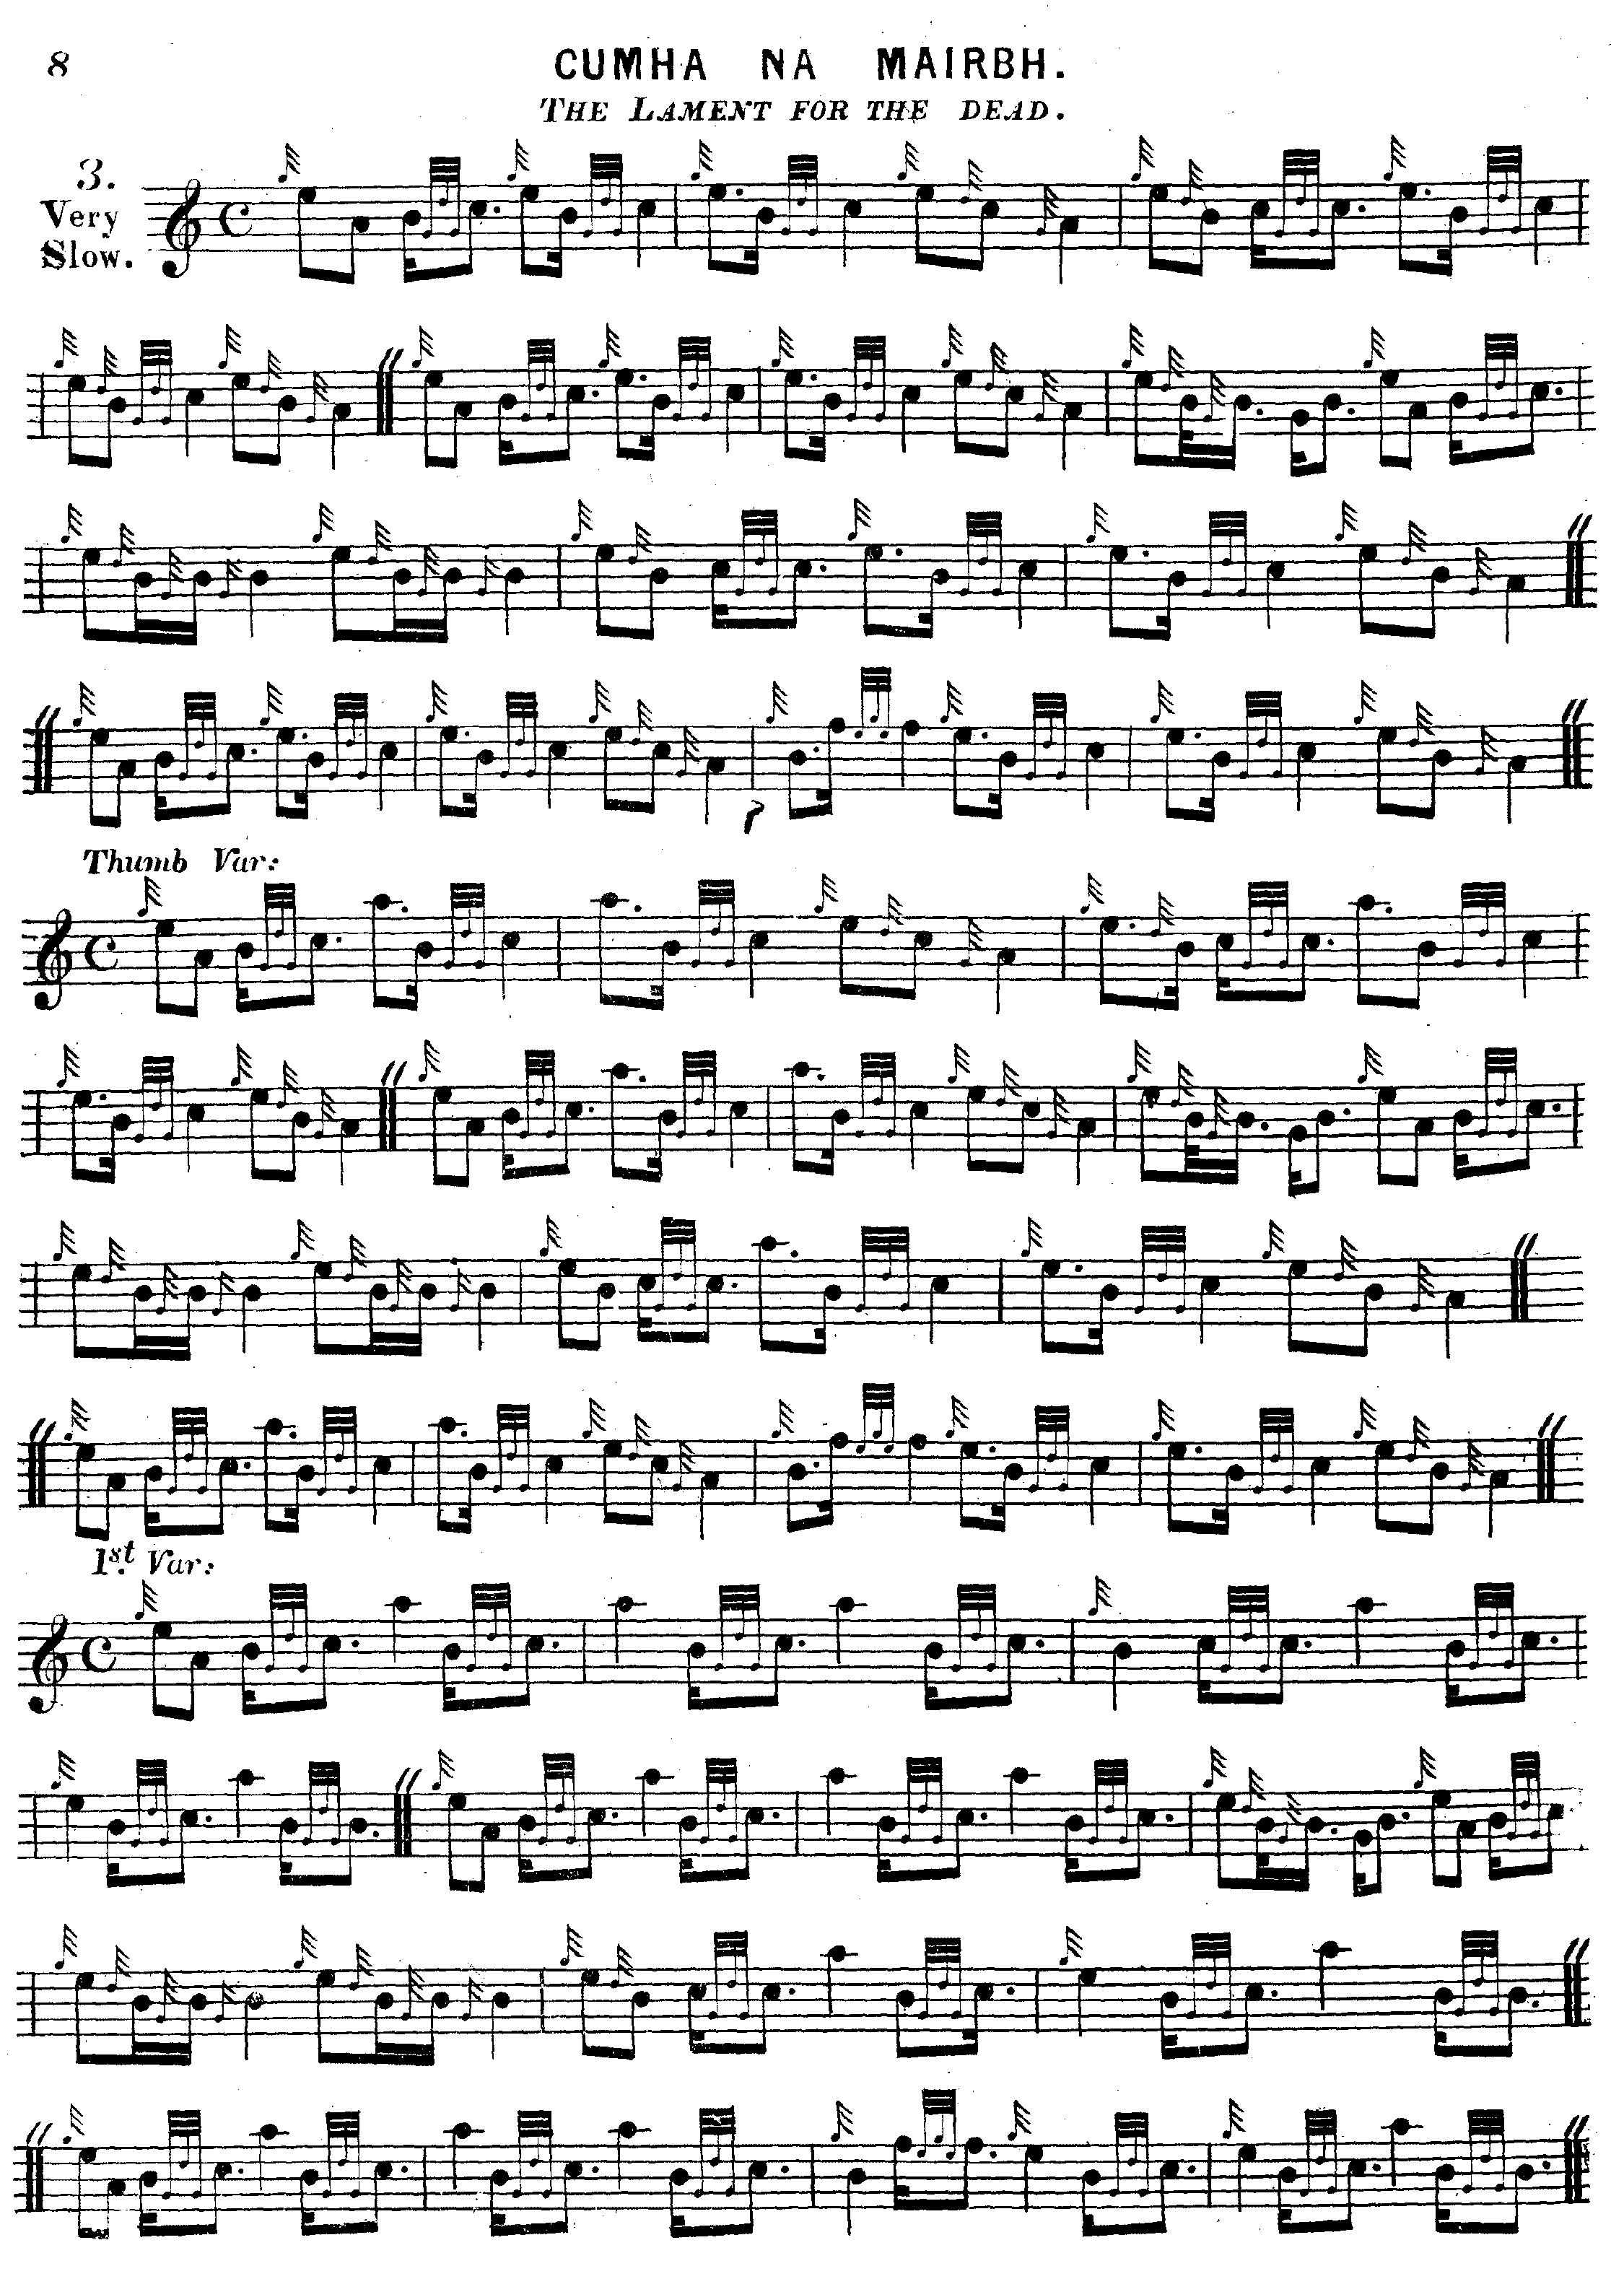 8
CUMHA NA MAIRBH.
THE LAMENT FOR THE DEAD.
3.
Very
Slow.
Thumb Var:
1st. Var: